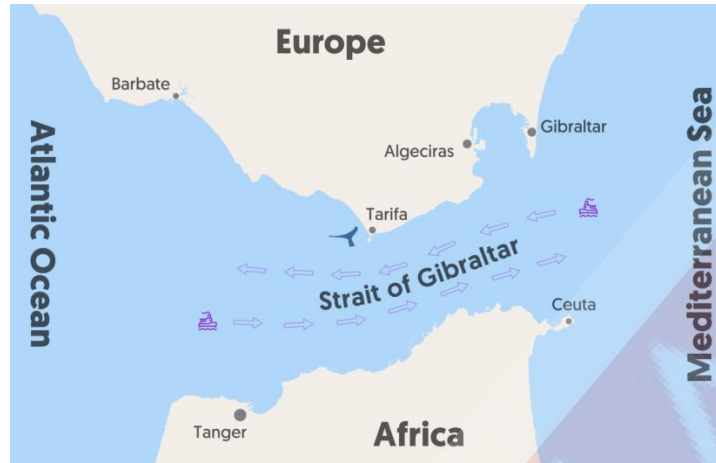 Europe
Barbate
Gibraltar
Algeciras
Atlantic Ocean
Mediterranean Sea
Tarifa
Strait of Gibraltar
Ceuta
Tanger
Africa